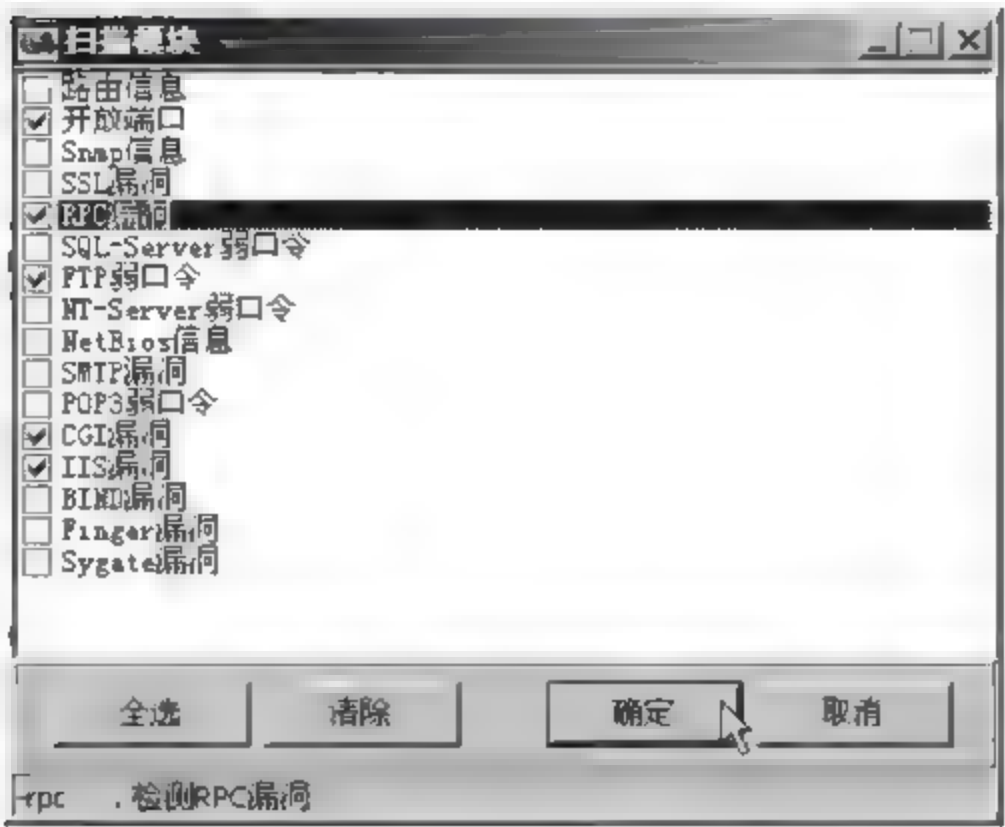 扫描模块
路由信息
开放端口
Snmp信息
SSL漏洞
RPC漏洞
SQL-Server弱口令
FTP弱口令
NT-Server弱口令
NetBios信息
SMTP漏洞
POP3弱口令
CGI漏洞
IIS漏洞
BIND漏洞
Finger漏洞
Sygate漏洞
全选 清除 确定 取消
-rpc : 检测RPC漏洞